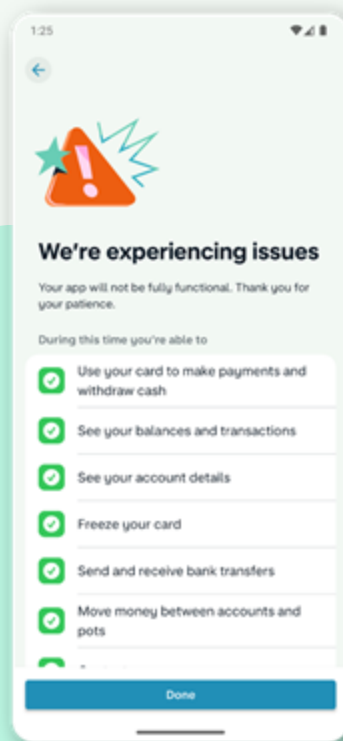 1:25
We're experiencing issues
Your app will not be fully functional. Thank you for
your patience.
During this time you're able to
Use your card to make payments and
withdraw cash
See your balances and transactions
See your account details
Freeze your card
Send and receive bank transfers
Move money between accounts and
pots
Done